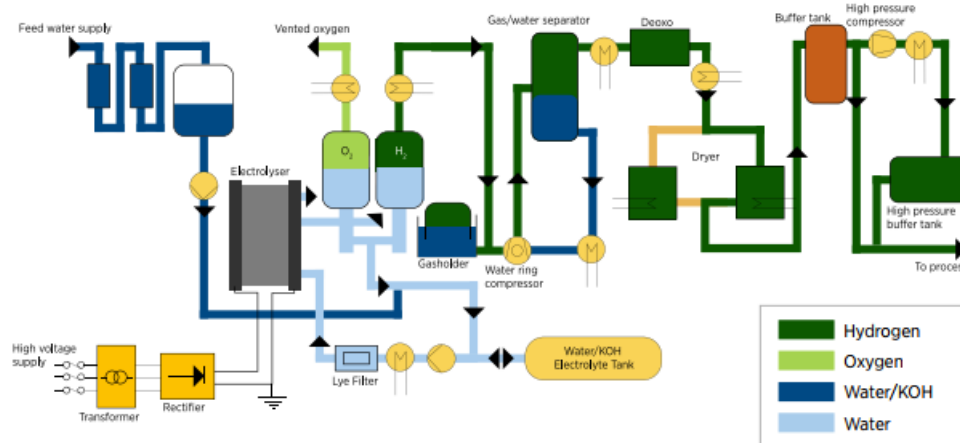 Feed water supply
Vented oxygen
Gas/water separator
Deoxo
Buffer tank
High pressure
compressor
O₂
H₂
Electrolyser
Dryer
Gasholder
Water ring
compressor
High pressure
buffer tank
To proces
High voltage
supply
Transformer
Rectifier
Lye Filter
Water/KOH
Electrolyte Tank
Hydrogen
Oxygen
Water/KOH
Water